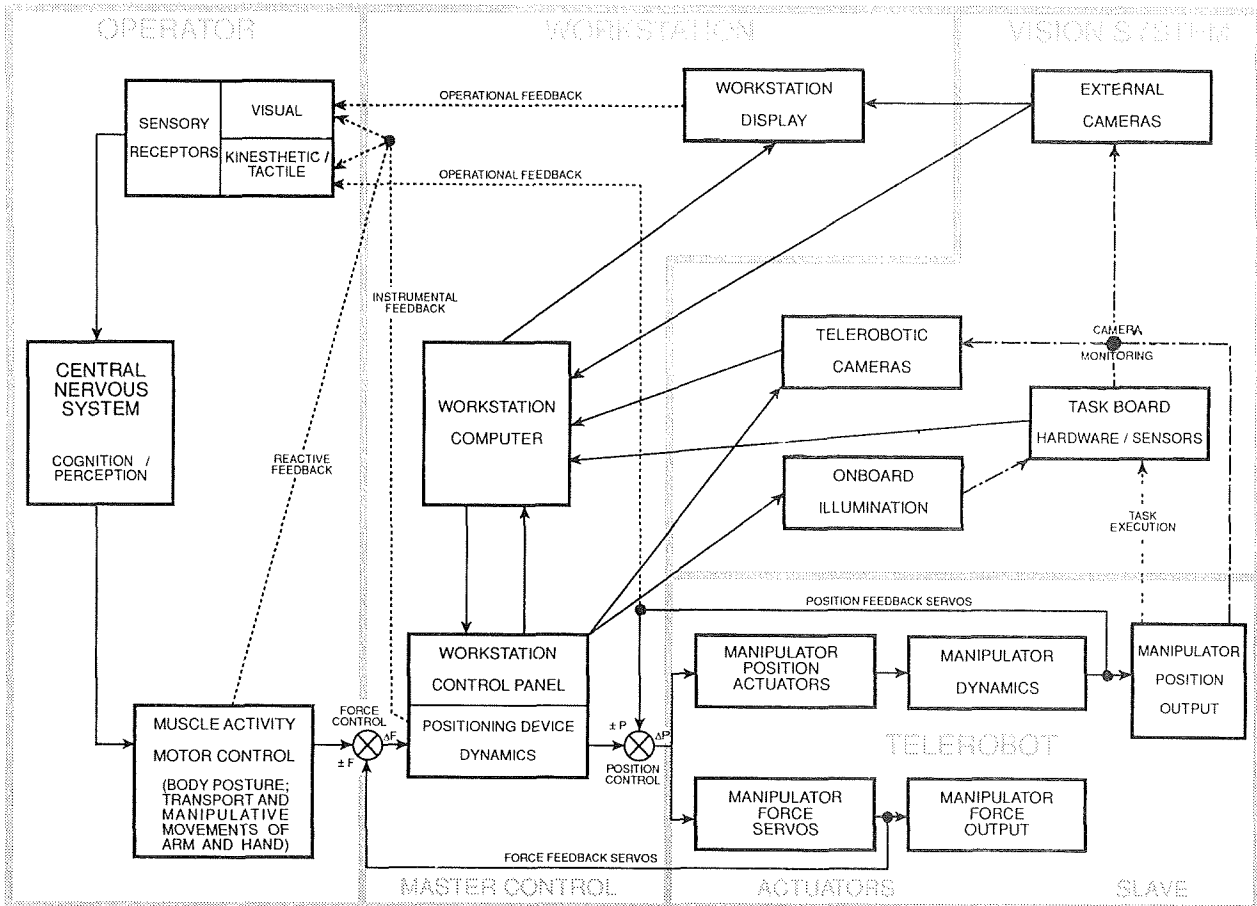 OPERATOR
WORKSTATION
VISION SYSTEM
SENSORY
RECEPTORS
VISUAL
KINESTHETIC /
TACTILE
OPERATIONAL FEEDBACK
OPERATIONAL FEEDBACK
WORKSTATION
DISPLAY
EXTERNAL
CAMERAS
INSTRUMENTAL
FEEDBACK
CENTRAL
NERVOUS
SYSTEM
COGNITION /
PERCEPTION
REACTIVE
FEEDBACK
WORKSTATION
COMPUTER
TELEROBOTIC
CAMERAS
CAMERA
MONITORING
TASK BOARD
HARDWARE / SENSORS
ONBOARD
ILLUMINATION
TASK
EXECUTION
POSITION FEEDBACK SERVOS
MUSCLE ACTIVITY
MOTOR CONTROL
(BODY POSTURE;
TRANSPORT AND
MANIPULATIVE
MOVEMENTS OF
ARM AND HAND)
FORCE
CONTROL
± F
ΔF
WORKSTATION
CONTROL PANEL
POSITIONING DEVICE
DYNAMICS
± P
ΔP
POSITION
CONTROL
MANIPULATOR
POSITION
ACTUATORS
MANIPULATOR
DYNAMICS
MANIPULATOR
POSITION
OUTPUT
TELEROBOT
MANIPULATOR
FORCE
SERVOS
MANIPULATOR
FORCE
OUTPUT
FORCE FEEDBACK SERVOS
MASTER CONTROL
ACTUATORS
SLAVE